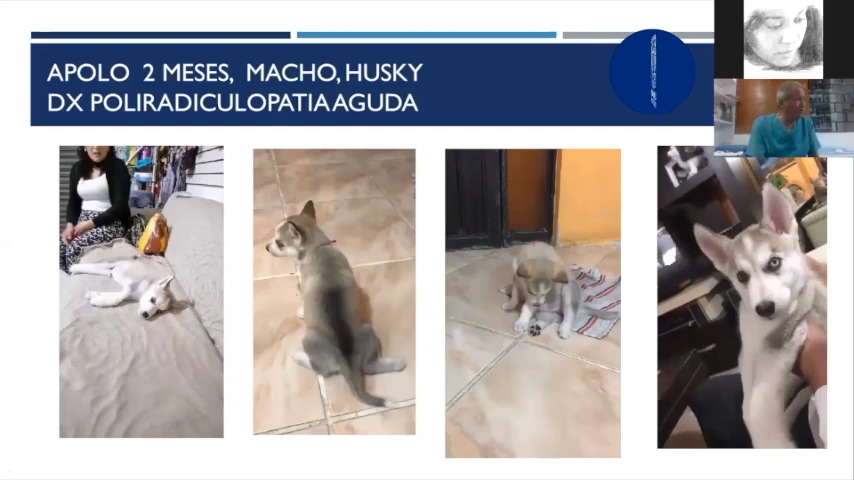 APOLO 2 MESES, MACHO, HUSKY
DX POLIRADICULOPATIA AGUDA